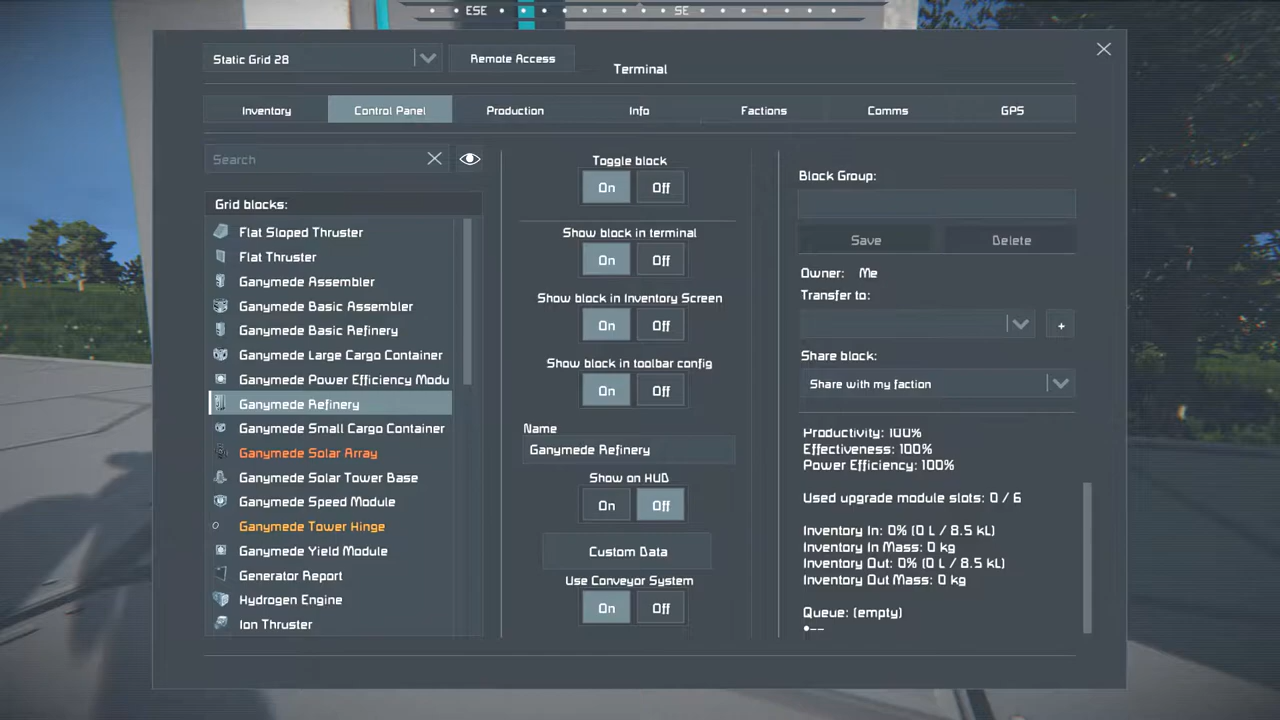 ESE
SE
Static Grid 28
Remote Access
Terminal
Inventory
Control Panel
Production
Info
Factions
Comms
GPS
Search
Grid blocks:
Flat Sloped Thruster
Flat Thruster
Ganymede Assembler
Ganymede Basic Assembler
Ganymede Basic Refinery
Ganymede Large Cargo Container
Ganymede Power Efficiency Modu
Ganymede Refinery
Ganymede Small Cargo Container
Ganymede Solar Array
Ganymede Solar Tower Base
Ganymede Speed Module
Ganymede Tower Hinge
Ganymede Yield Module
Generator Report
Hydrogen Engine
Ion Thruster
Toggle block
On Off
Show block in terminal
On Off
Show block in Inventory Screen
On Off
Show block in toolbar config
On Off
Name
Ganymede Refinery
Show on HUD
On Off
Custom Data
Use Conveyor System
On Off
Block Group:
Save
Delete
Owner: Me
Transfer to:
+
Share block:
Share with my faction
Productivity: 100%
Effectiveness: 100%
Power Efficiency: 100%
Used upgrade module slots: 0 / 6
Inventory In: 0% (0 L / 8.5 kL)
Inventory In Mass: 0 kg
Inventory Out: 0% (0 L / 8.5 kL)
Inventory Out Mass: 0 kg
Queue: (empty)
•--